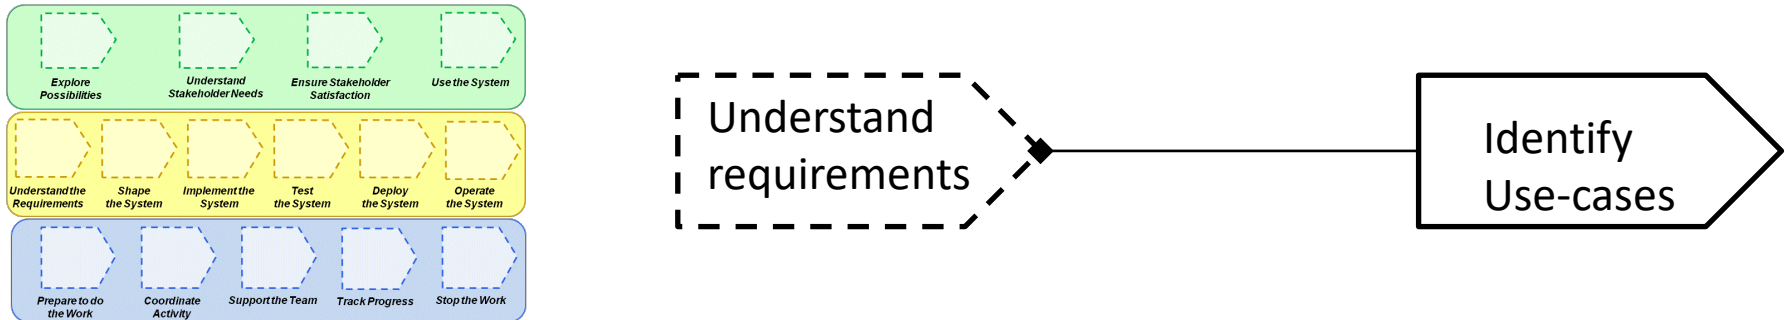 Explore
Possibilities
Understand
Stakeholder Needs
Ensure Stakeholder
Satisfaction
Use the System
Understand the
Requirements
Shape
the System
Implement the
System
Test
the System
Deploy
the System
Operate
the System
Prepare to do
the Work
Coordinate
Activity
Support the Team
Track Progress
Stop the Work
Understand
requirements
Identify
Use-cases